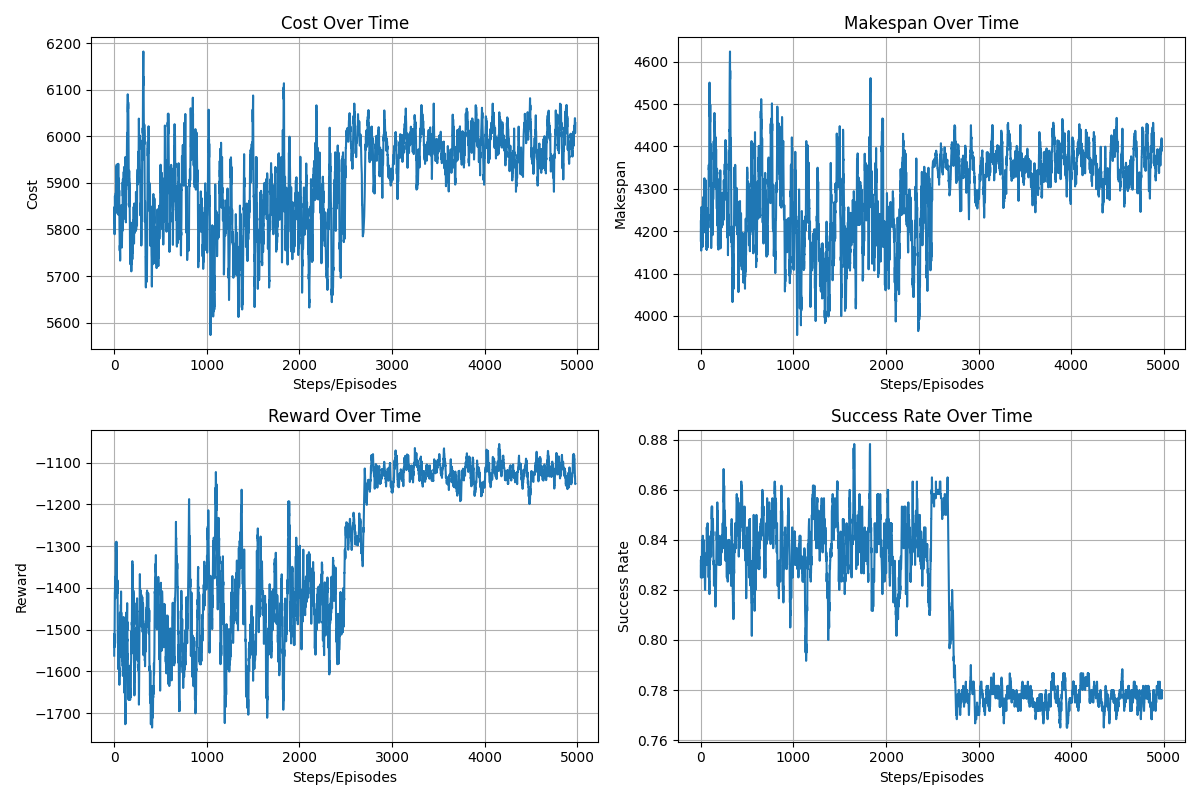 Cost Over Time
Cost
6200
6100
6000
5900
5800
5700
5600
0 1000 2000 3000 4000 5000
Steps/Episodes
Makespan Over Time
Makespan
4600
4500
4400
4300
4200
4100
4000
0 1000 2000 3000 4000 5000
Steps/Episodes
Reward Over Time
Reward
−1100
−1200
−1300
−1400
−1500
−1600
−1700
0 1000 2000 3000 4000 5000
Steps/Episodes
Success Rate Over Time
Success Rate
0.88
0.86
0.84
0.82
0.80
0.78
0.76
0 1000 2000 3000 4000 5000
Steps/Episodes